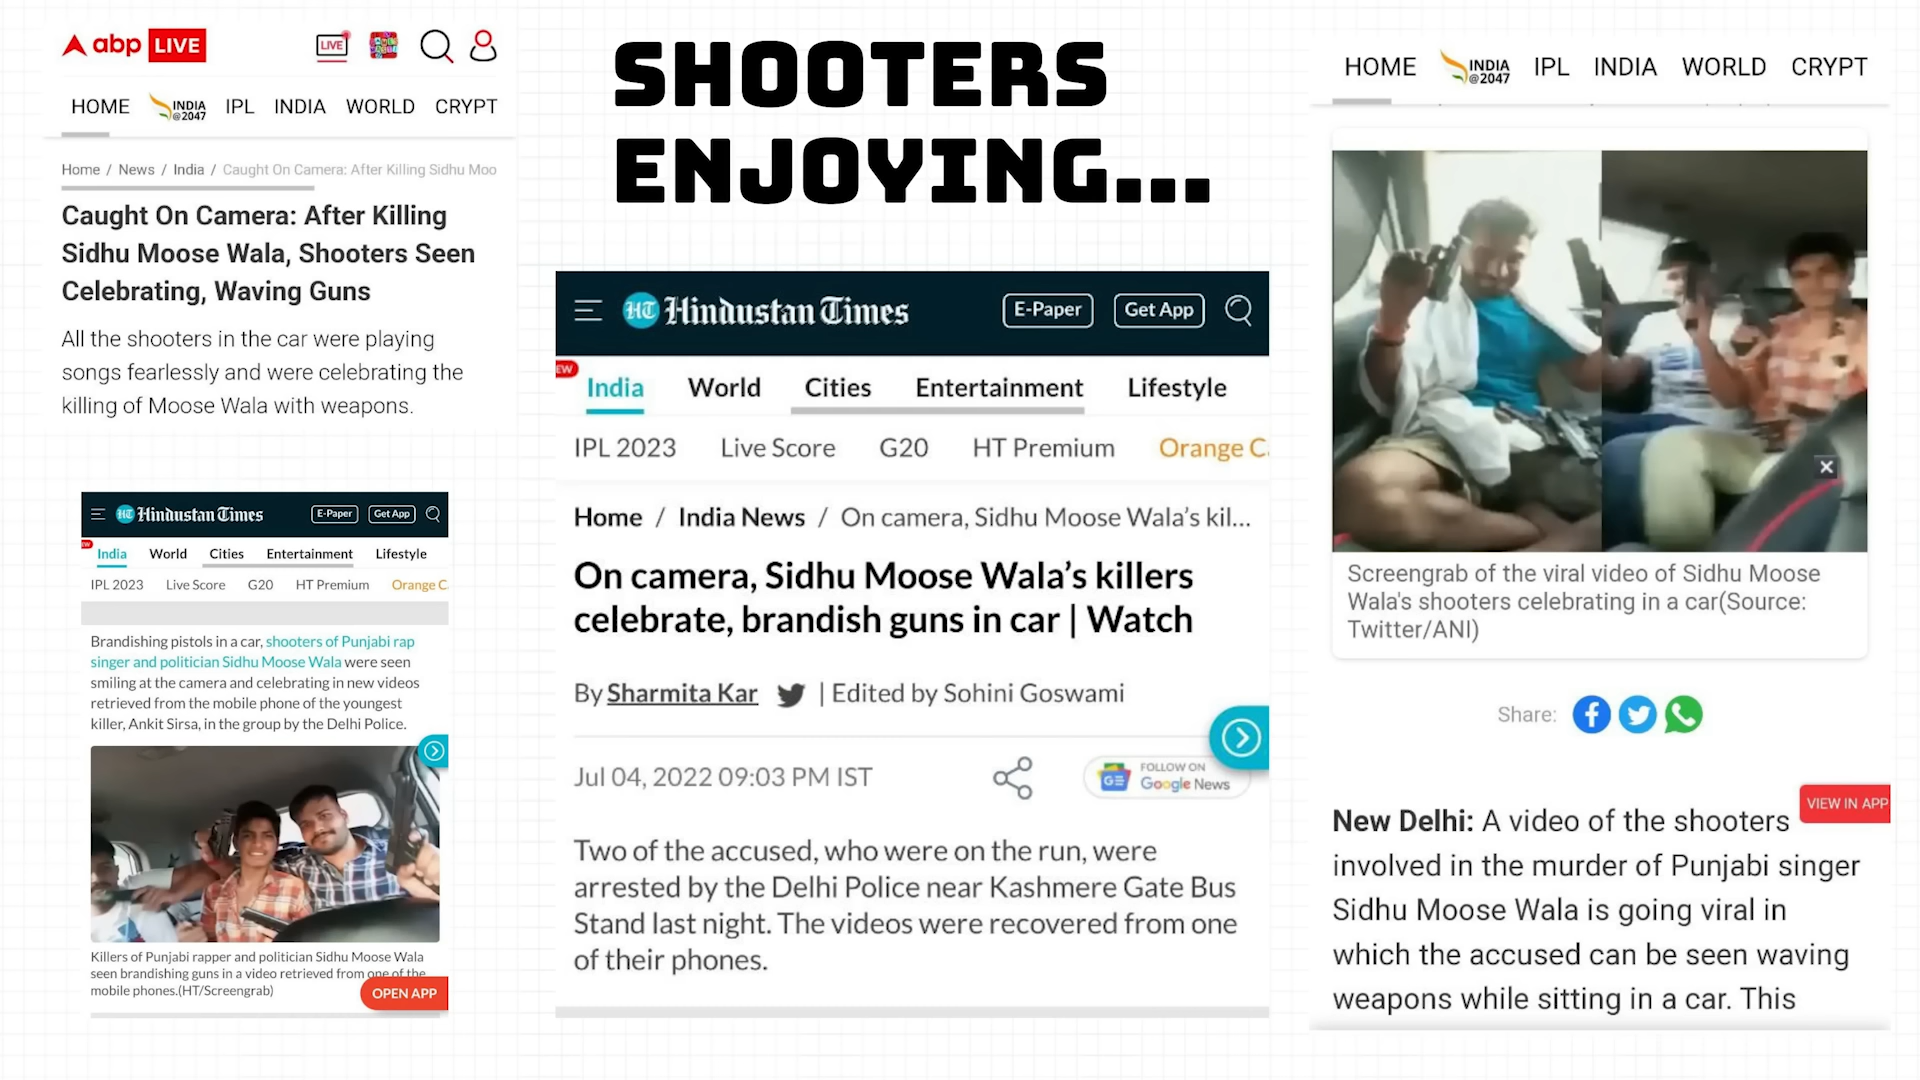 abp LIVE
LIVE
HOME INDIA @2047 IPL INDIA WORLD CRYPT
Home / News / India / Caught On Camera: After Killing Sidhu Moo
Caught On Camera: After Killing
Sidhu Moose Wala, Shooters Seen
Celebrating, Waving Guns
All the shooters in the car were playing
songs fearlessly and were celebrating the
killing of Moose Wala with weapons.
HT Hindustan Times E-Paper Get App
EW
India World Cities Entertainment Lifestyle
IPL 2023 Live Score G20 HT Premium Orange C
Brandishing pistols in a car, shooters of Punjabi rap
singer and politician Sidhu Moose Wala were seen
smiling at the camera and celebrating in new videos
retrieved from the mobile phone of the youngest
killer, Ankit Sirsa, in the group by the Delhi Police.
Killers of Punjabi rapper and politician Sidhu Moose Wala
seen brandishing guns in a video retrieved from one of the
mobile phones.(HT/Screengrab)
OPEN APP
SHOOTERS
ENJOYING...
HT Hindustan Times E-Paper Get App
EW
India World Cities Entertainment Lifestyle
IPL 2023 Live Score G20 HT Premium Orange C
Home / India News / On camera, Sidhu Moose Wala's kil...
On camera, Sidhu Moose Wala's killers
celebrate, brandish guns in car | Watch
By Sharmita Kar | Edited by Sohini Goswami
Jul 04, 2022 09:03 PM IST
FOLLOW ON
GE Google News
Two of the accused, who were on the run, were
arrested by the Delhi Police near Kashmere Gate Bus
Stand last night. The videos were recovered from one
of their phones.
HOME INDIA @2047 IPL INDIA WORLD CRYPT
Screengrab of the viral video of Sidhu Moose
Wala's shooters celebrating in a car(Source:
Twitter/ANI)
Share:
VIEW IN APP
New Delhi: A video of the shooters
involved in the murder of Punjabi singer
Sidhu Moose Wala is going viral in
which the accused can be seen waving
weapons while sitting in a car. This